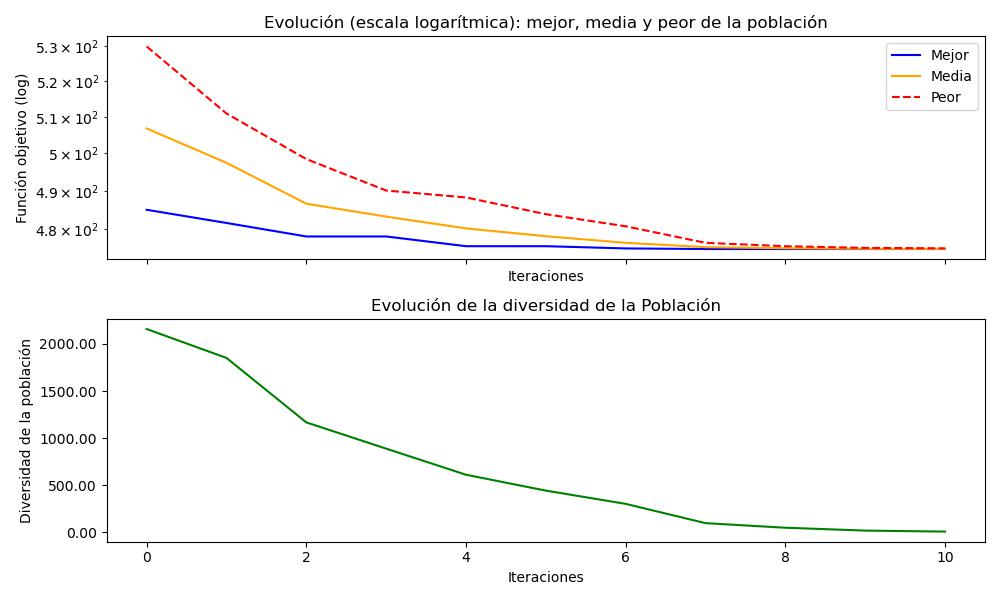 Evolución (escala logarítmica): mejor, media y peor de la población
Función objetivo (log)
5.3 × 10²
5.2 × 10²
5.1 × 10²
5 × 10²
4.9 × 10²
4.8 × 10²
Mejor
Media
Peor
Iteraciones
Evolución de la diversidad de la Población
Diversidad de la población
2000.00
1500.00
1000.00
500.00
0.00
0 2 4 6 8 10
Iteraciones